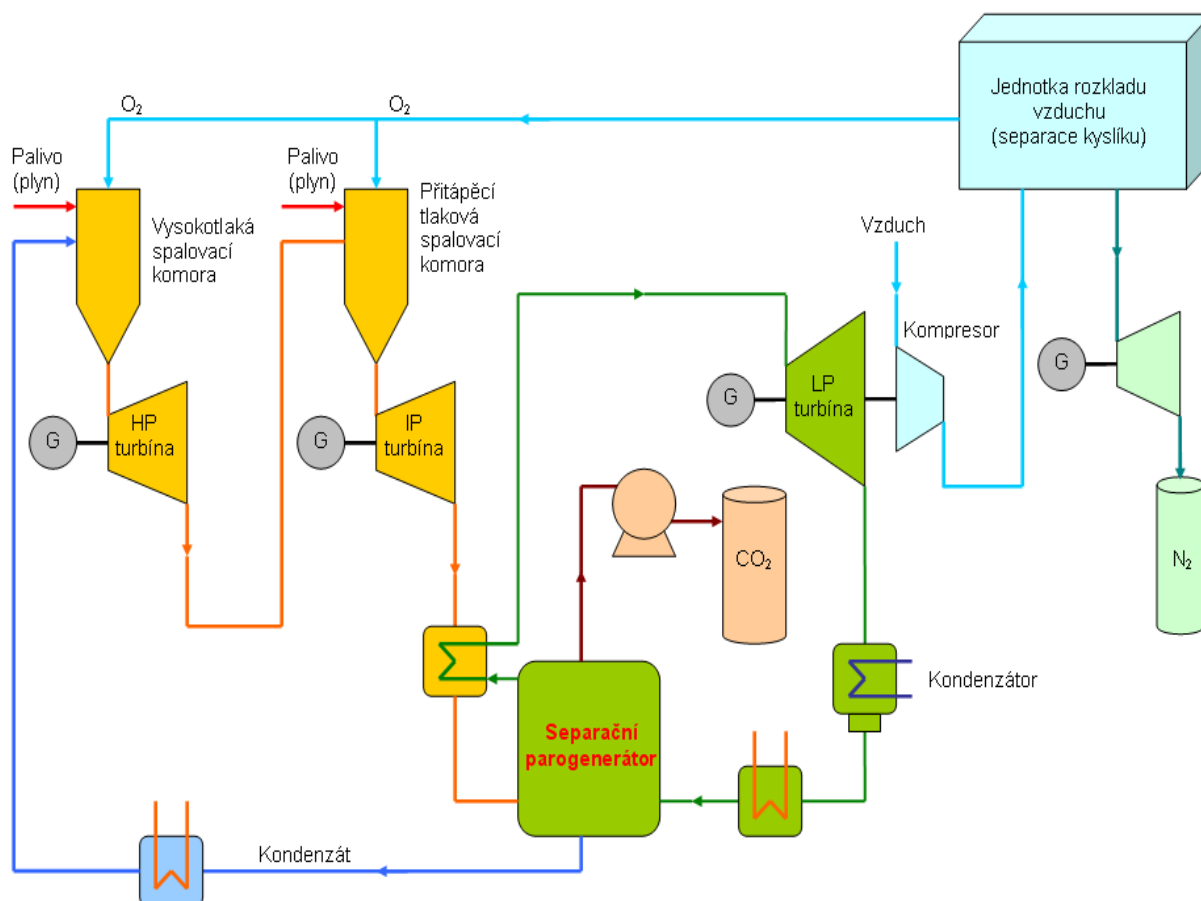 Jednotka rozkladu
vzduchu
(separace kyslíku)
O₂
O₂
Palivo
(plyn)
Palivo
(plyn)
Vysokotlaká
spalovací
komora
Přitápěcí
tlaková
spalovací
komora
Vzduch
Kompresor
G
HP
turbína
G
IP
turbína
G
LP
turbína
G
CO₂
N₂
Kondenzátor
Separační
parogenerátor
Kondenzát